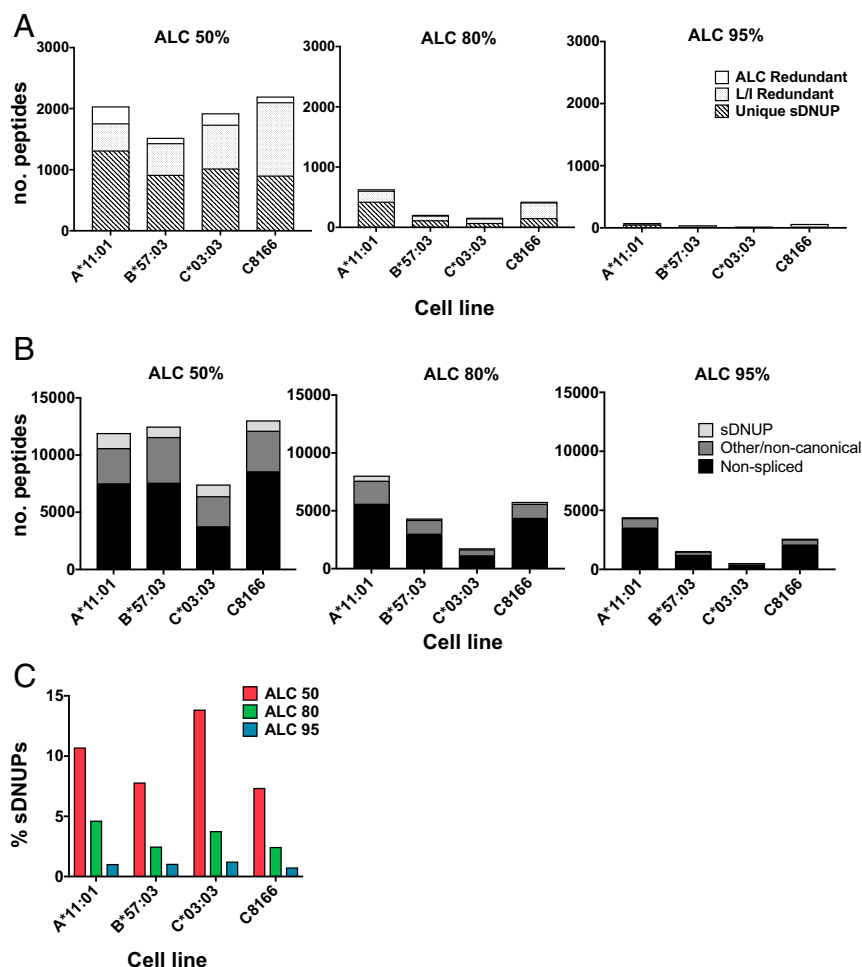 A
ALC 50%
ALC 80%
ALC 95%
no. peptides
3000
2000
1000
0
3000
2000
1000
0
3000
2000
1000
0
ALC Redundant
L/I Redundant
Unique sDNUP
A*11:01
B*57:03
C*03:03
C8166
A*11:01
B*57:03
C*03:03
C8166
A*11:01
B*57:03
C*03:03
C8166
Cell line
B
ALC 50%
ALC 80%
ALC 95%
no. peptides
15000
10000
5000
0
15000
10000
5000
0
15000
10000
5000
0
sDNUP
Other/non-canonical
Non-spliced
A*11:01
B*57:03
C*03:03
C8166
A*11:01
B*57:03
C*03:03
C8166
A*11:01
B*57:03
C*03:03
C8166
Cell line
C
% sDNUPs
15
10
5
0
ALC 50
ALC 80
ALC 95
A*11:01
B*57:03
C*03:03
C8166
Cell line